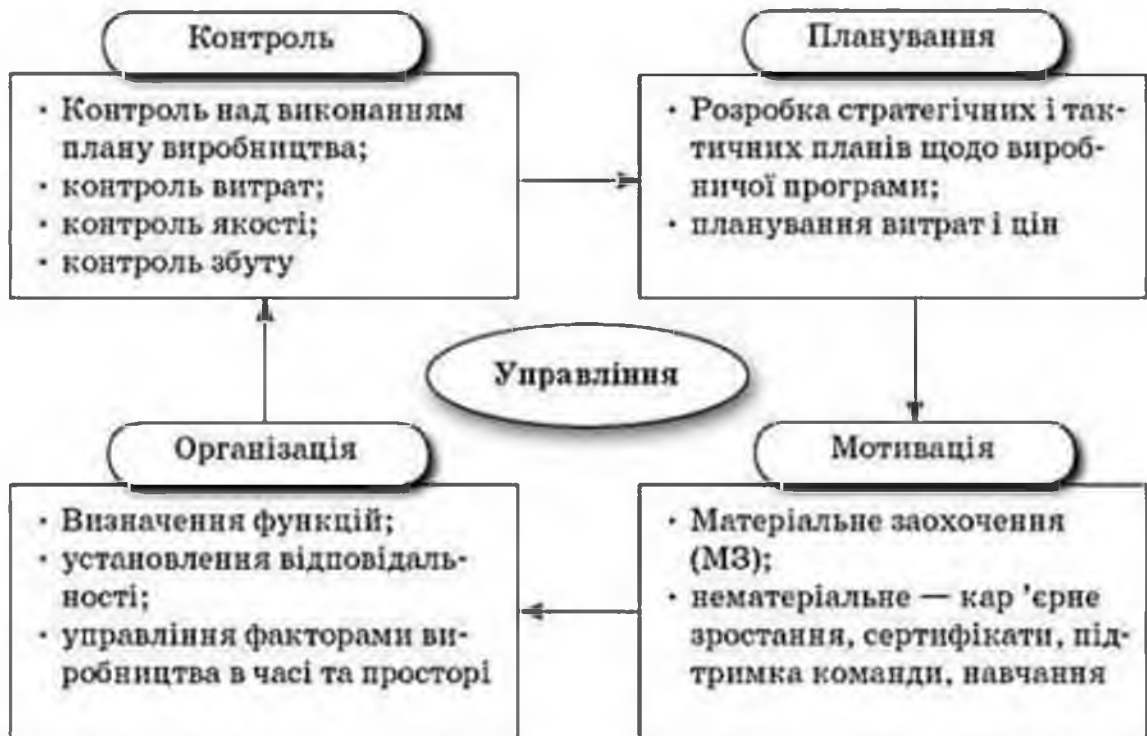 Контроль
• Контроль над виконанням
плану виробництва;
• контроль витрат;
• контроль якості;
• контроль збуту
Планування
• Розробка стратегічних і так-
тичних планів щодо вироб-
ничої програми;
• планування витрат і цін
Управління
Організація
• Визначення функцій;
• установлення відповідаль-
ності;
• управління факторами ви-
робництва в часі та просторі
Мотивація
• Матеріальне заохочення
(МЗ);
• нематеріальне — кар ’єрне
зростання, сертифікати, під-
тримка команди, навчання